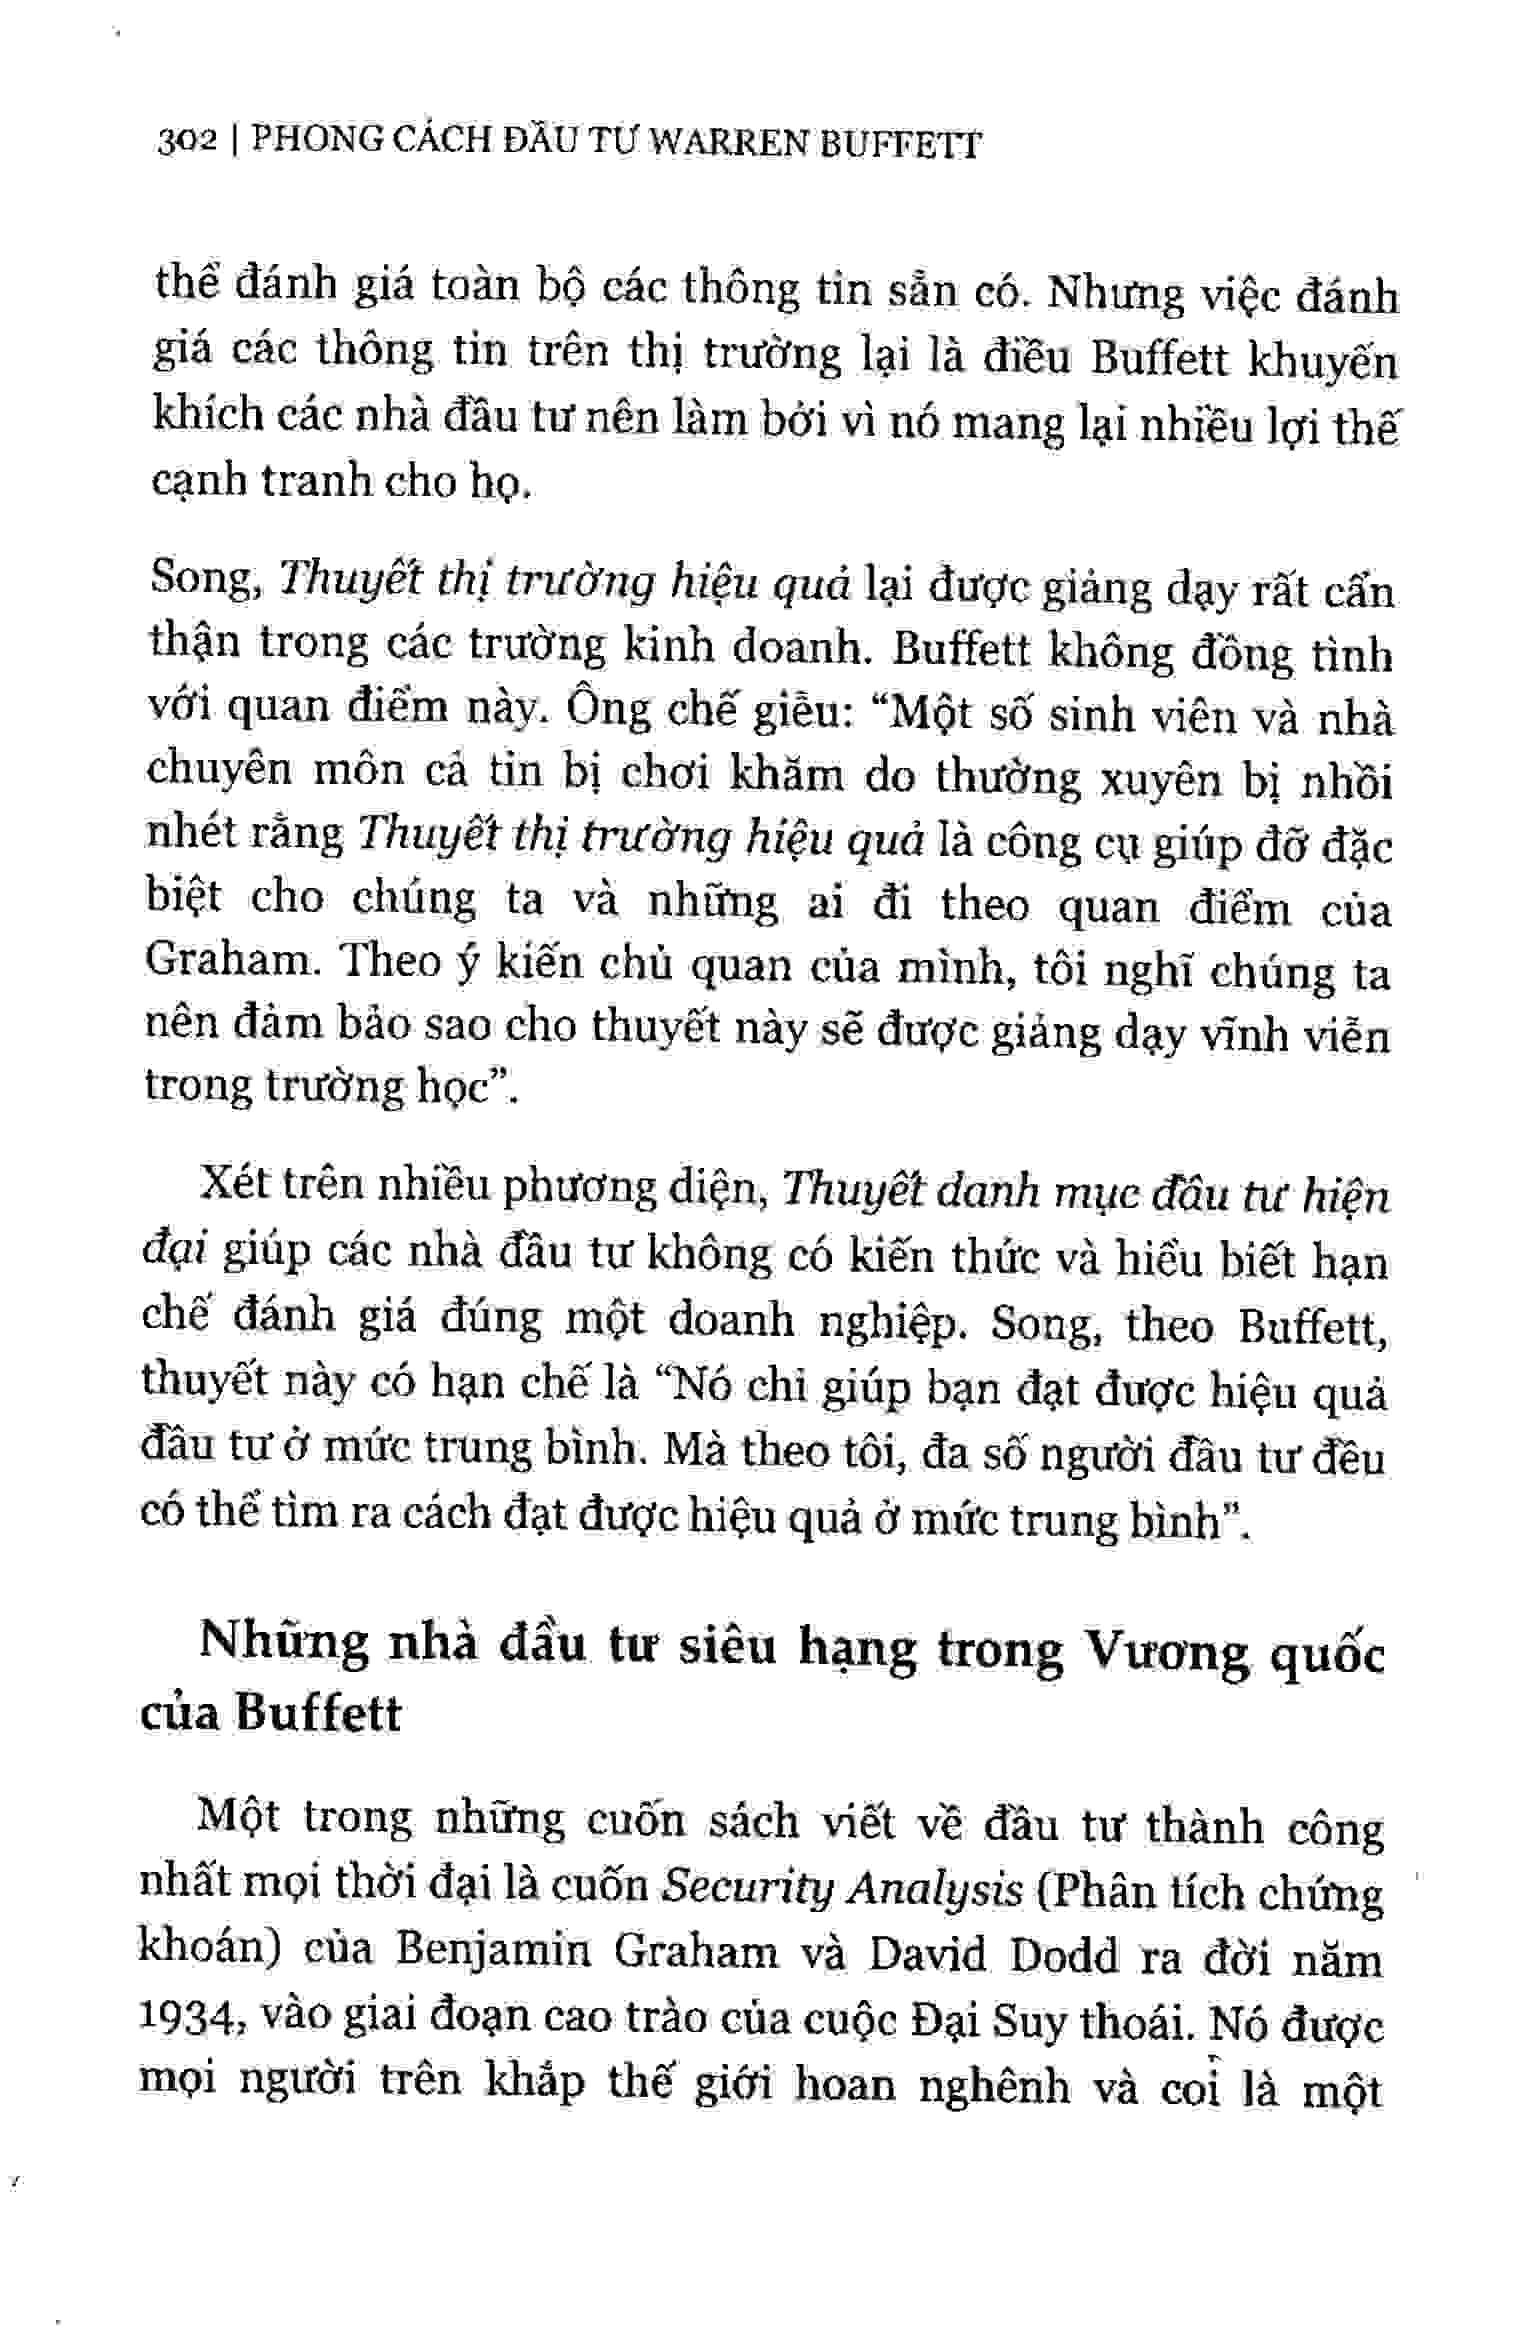 302 | PHONG CÁCH ĐẦU TƯ WARREN BUFFETT
thể đánh giá toàn bộ các thông tin sẵn có. Nhưng việc đánh
giá các thông tin trên thị trường lại là điều Buffett khuyến
khích các nhà đầu tư nên làm bởi vì nó mang lại nhiều lợi thế
cạnh tranh cho họ.
Song, Thuyết thị trường hiệu quả lại được giảng dạy rất cẩn
thận trong các trường kinh doanh. Buffett không đồng tình
với quan điểm này. Ông chế giễu: “Một số sinh viên và nhà
chuyên môn cả tin bị chơi khăm do thường xuyên bị nhồi
nhét rằng Thuyết thị trường hiệu quả là công cụ giúp đỡ đặc
biệt cho chúng ta và những ai đi theo quan điểm của
Graham. Theo ý kiến chủ quan của mình, tôi nghĩ chúng ta
nên đảm bảo sao cho thuyết này sẽ được giảng dạy vĩnh viễn
trong trường học”.
Xét trên nhiều phương diện, Thuyết danh mục đầu tư hiện
đại giúp các nhà đầu tư không có kiến thức và hiểu biết hạn
chế đánh giá đúng một doanh nghiệp. Song, theo Buffett,
thuyết này có hạn chế là “Nó chỉ giúp bạn đạt được hiệu quả
đầu tư ở mức trung bình. Mà theo tôi, đa số người đầu tư đều
có thể tìm ra cách đạt được hiệu quả ở mức trung bình”.
Những nhà đầu tư siêu hạng trong Vương quốc
của Buffett
Một trong những cuốn sách viết về đầu tư thành công
nhất mọi thời đại là cuốn Security Analysis (Phân tích chứng
khoán) của Benjamin Graham và David Dodd ra đời năm
1934, vào giai đoạn cao trào của cuộc Đại Suy thoái. Nó được
mọi người trên khắp thế giới hoan nghênh và coi là một